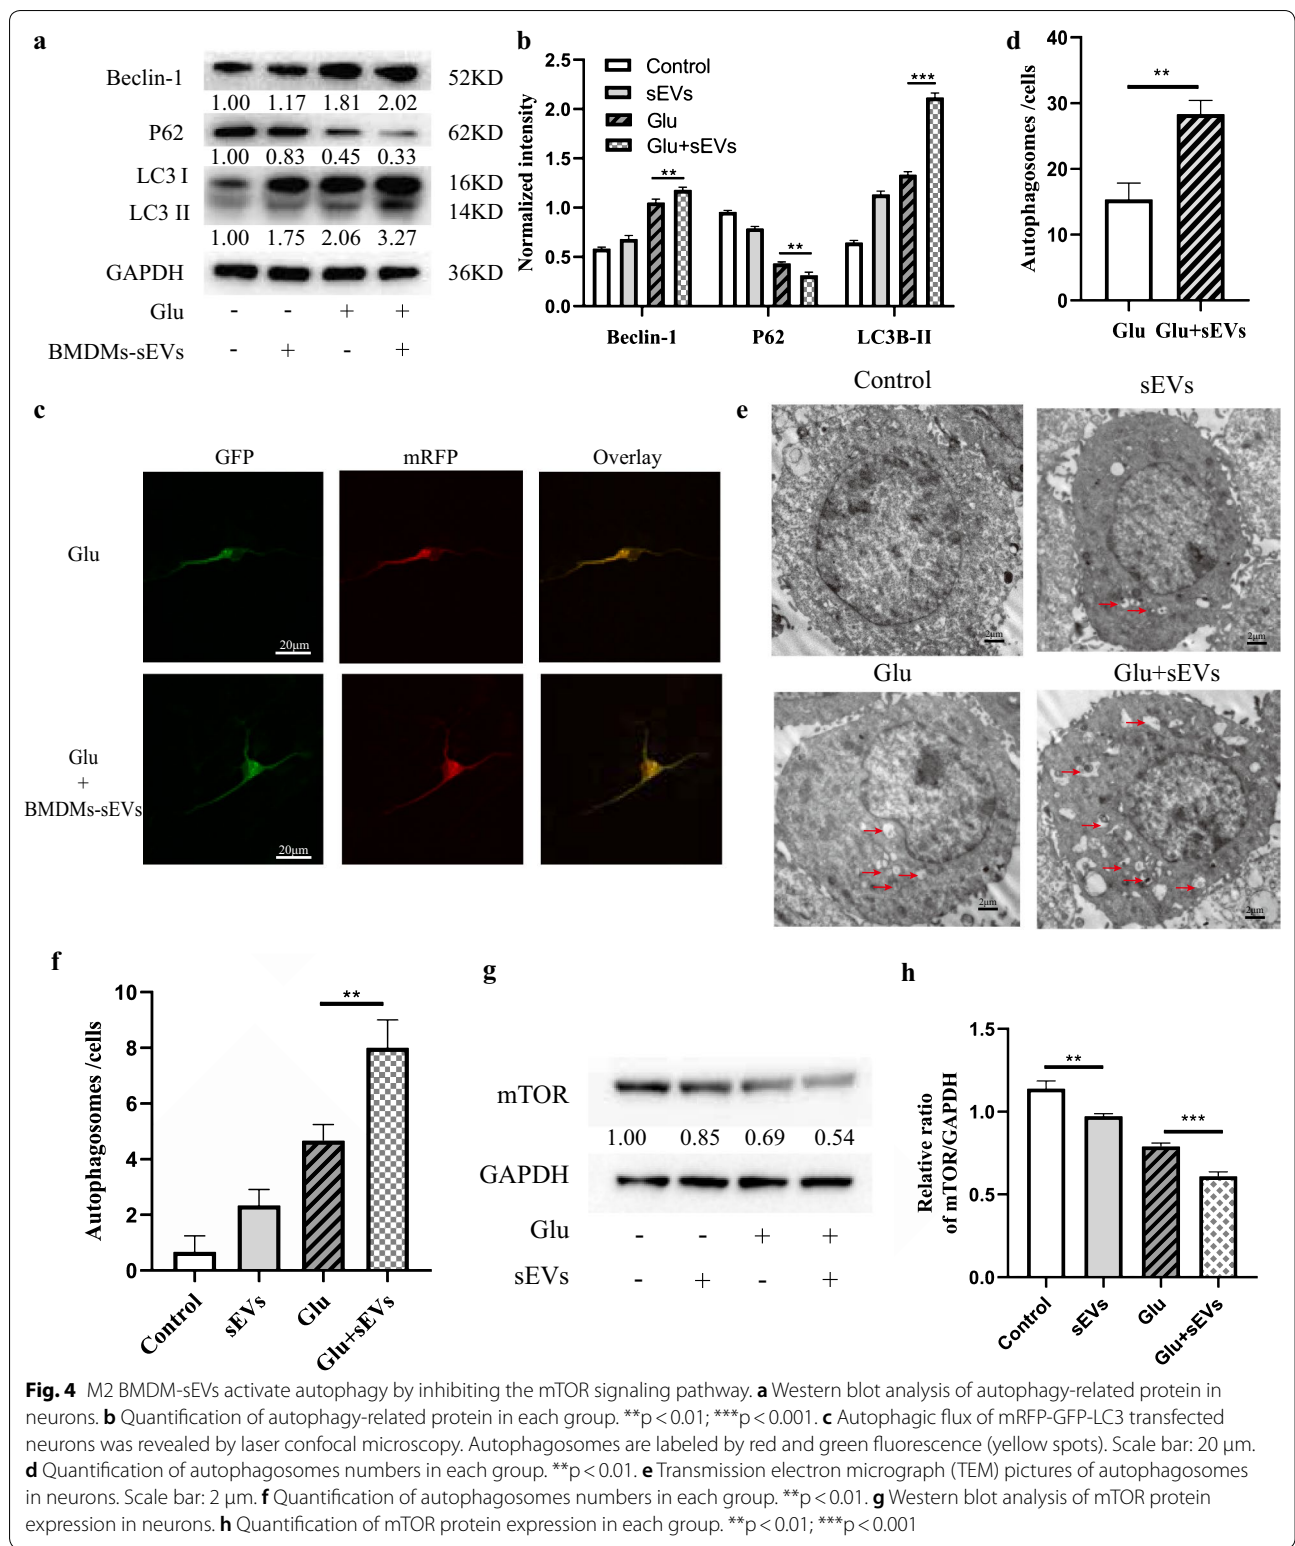 a
Beclin-1 52KD
1.00 1.17 1.81 2.02
P62 62KD
1.00 0.83 0.45 0.33
LC3 I 16KD
LC3 II 14KD
1.00 1.75 2.06 3.27
GAPDH 36KD
Glu - - + +
BMDMs-sEVs - + - +
b
Normalized intensity
2.5
2.0
1.5
1.0
0.5
0.0
Control
sEVs
Glu
Glu+sEVs
**
**
***
Beclin-1 P62 LC3B-II
d
Autophagosomes /cells
40
30
20
10
0
**
Glu Glu+sEVs
c
GFP mRFP Overlay
Glu
20μm
Glu
+
BMDMs-sEVs
20μm
e
Control sEVs
2μm 2μm
Glu Glu+sEVs
2μm 2μm
f
Autophagosomes /cells
10
8
6
4
2
0
**
Control sEVs Glu Glu+sEVs
g
mTOR
1.00 0.85 0.69 0.54
GAPDH
Glu - - + +
sEVs - + - +
h
Relative ratio
of mTOR/GAPDH
1.5
1.0
0.5
0.0
**
***
Control sEVs Glu Glu+sEVs
Fig. 4 M2 BMDM-sEVs activate autophagy by inhibiting the mTOR signaling pathway. a Western blot analysis of autophagy-related protein in
neurons. b Quantification of autophagy-related protein in each group. **p < 0.01; ***p < 0.001. c Autophagic flux of mRFP-GFP-LC3 transfected
neurons was revealed by laser confocal microscopy. Autophagosomes are labeled by red and green fluorescence (yellow spots). Scale bar: 20 μm.
d Quantification of autophagosomes numbers in each group. **p < 0.01. e Transmission electron micrograph (TEM) pictures of autophagosomes
in neurons. Scale bar: 2 μm. f Quantification of autophagosomes numbers in each group. **p < 0.01. g Western blot analysis of mTOR protein
expression in neurons. h Quantification of mTOR protein expression in each group. **p < 0.01; ***p < 0.001